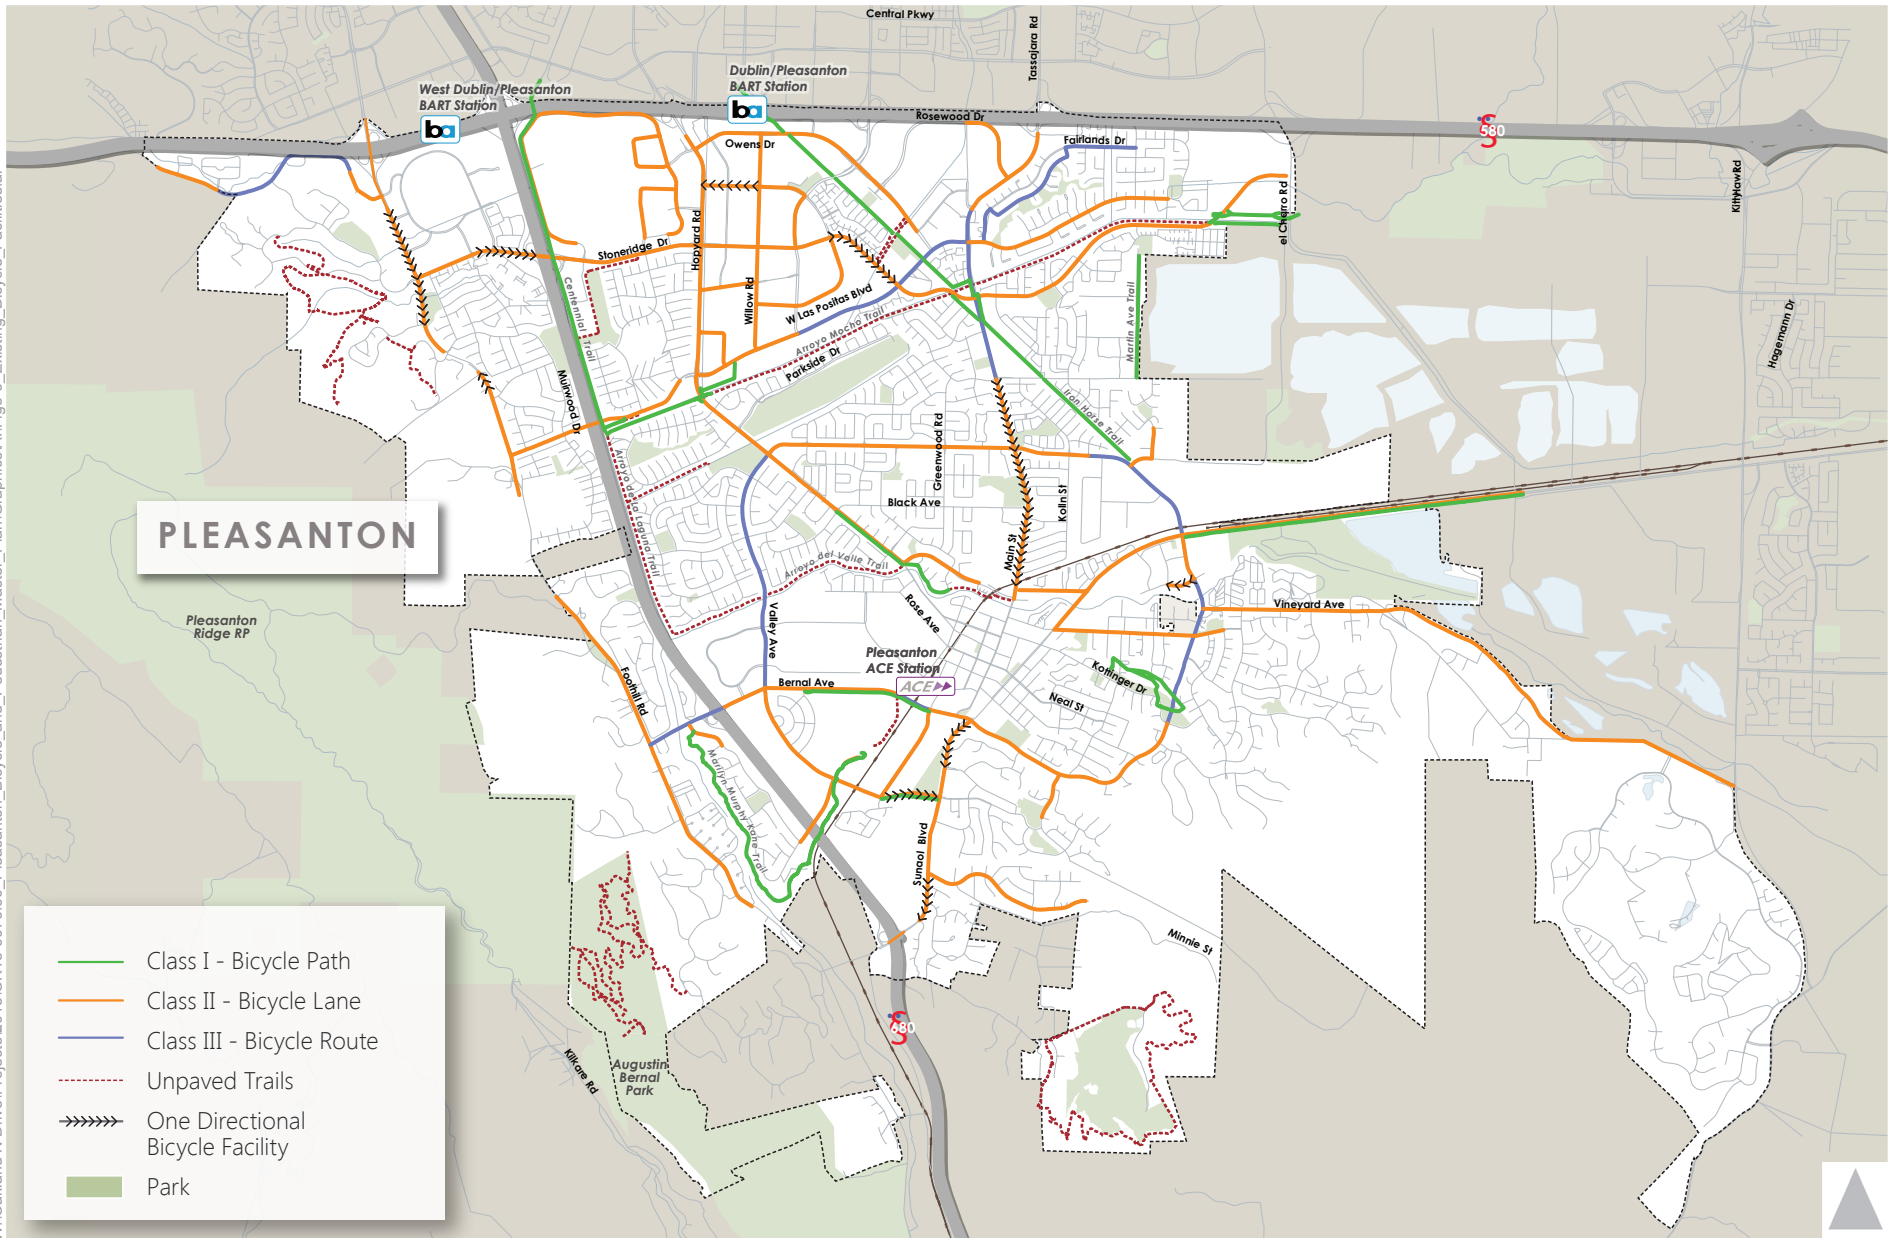 Central Pkwy
Tassajara Rd
West Dublin/Pleasanton
BART Station
ba
Dublin/Pleasanton
BART Station
ba
Rosewood Dr
580
Owens Dr
Fairlands Dr
KittyHawk Rd
el Charro Rd
Hopyard Rd
Stoneridge Dr
Willow Rd
W Las Positas Blvd
Centennial Trail
Arroyo Mocho Trail
Parkside Dr
Martin Ave Trail
Hagemann Dr
Muirwood Dr
Iron Horse Trail
Greenwood Rd
Arroyo de la Laguna Trail
Black Ave
Kolln St
PLEASANTON
Main St
Arroyo del Valle Trail
Rose Ave
Valley Ave
Vineyard Ave
Pleasanton
Ridge RP
Pleasanton
ACE Station
ACE
Kottinger Dr
Bernal Ave
Neal St
Foothill Rd
Marilyn Murphy Kane Trail
Sunaol Blvd
Minnie St
680
Kilkare Rd
Augustin
Bernal
Park
Class I - Bicycle Path
Class II - Bicycle Lane
Class III - Bicycle Route
Unpaved Trails
One Directional
Bicycle Facility
Park